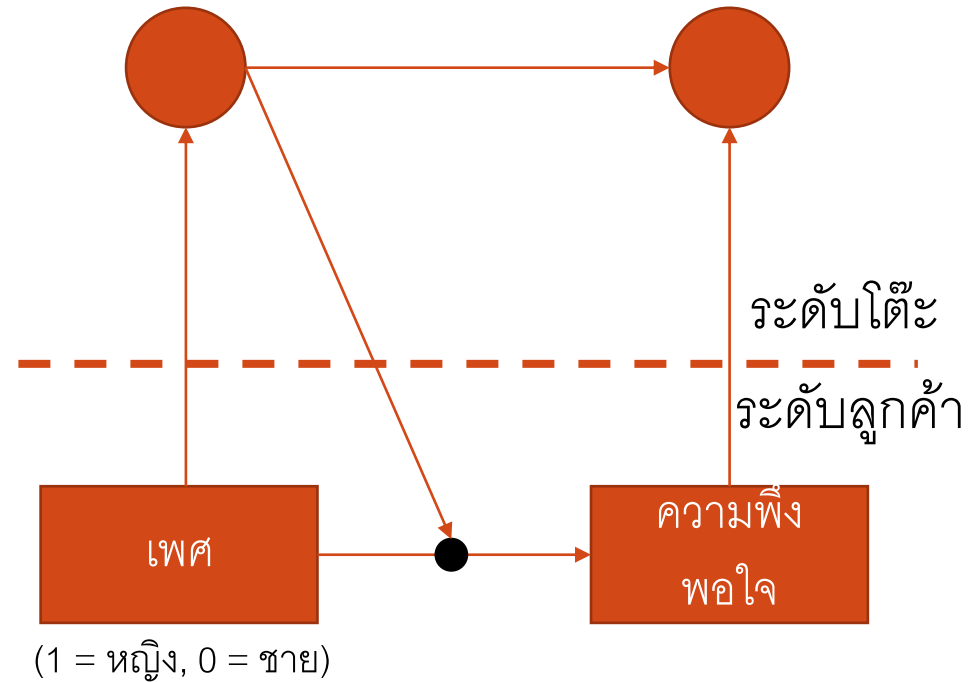 ระดับโต๊ะ
ระดับลูกค้า
เพศ
ความพึง
พอใจ
(1 = หญิง, 0 = ชาย)